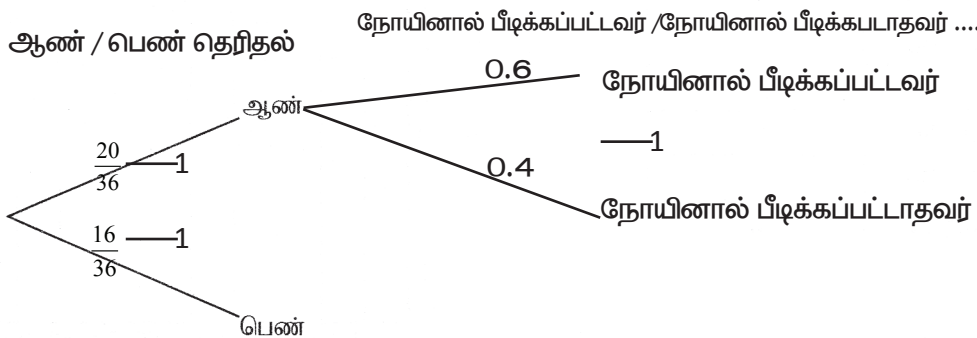 நோயினால் பீடிக்கப்பட்டவர் /நோயினால் பீடிக்கபடாதவர் ....
ஆண் / பெண் தெரிதல்
0.6
நோயினால் பீடிக்கப்பட்டவர்
ஆண்
20/36 —1
—1
0.4
நோயினால் பீடிக்கப்பட்டாதவர்
16/36 —1
பெண்